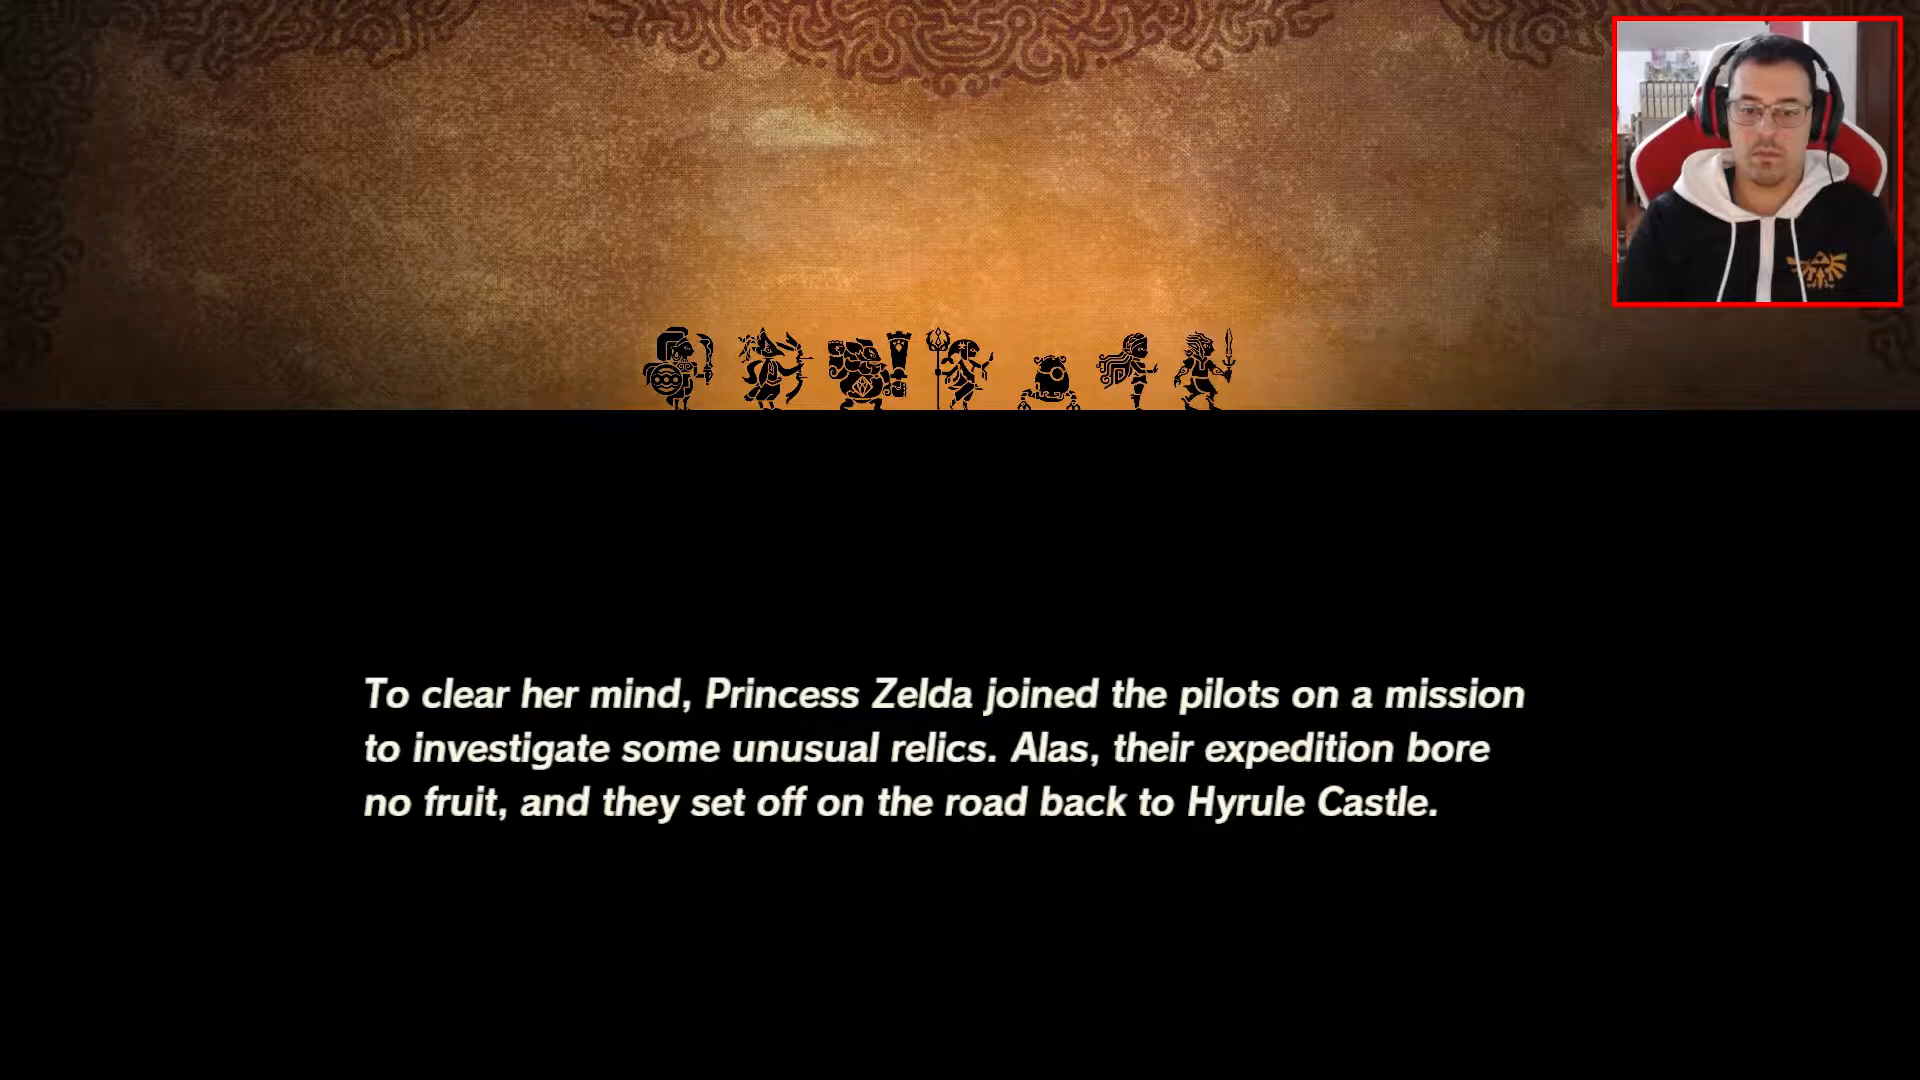 To clear her mind, Princess Zelda joined the pilots on a mission
to investigate some unusual relics. Alas, their expedition bore
no fruit, and they set off on the road back to Hyrule Castle.